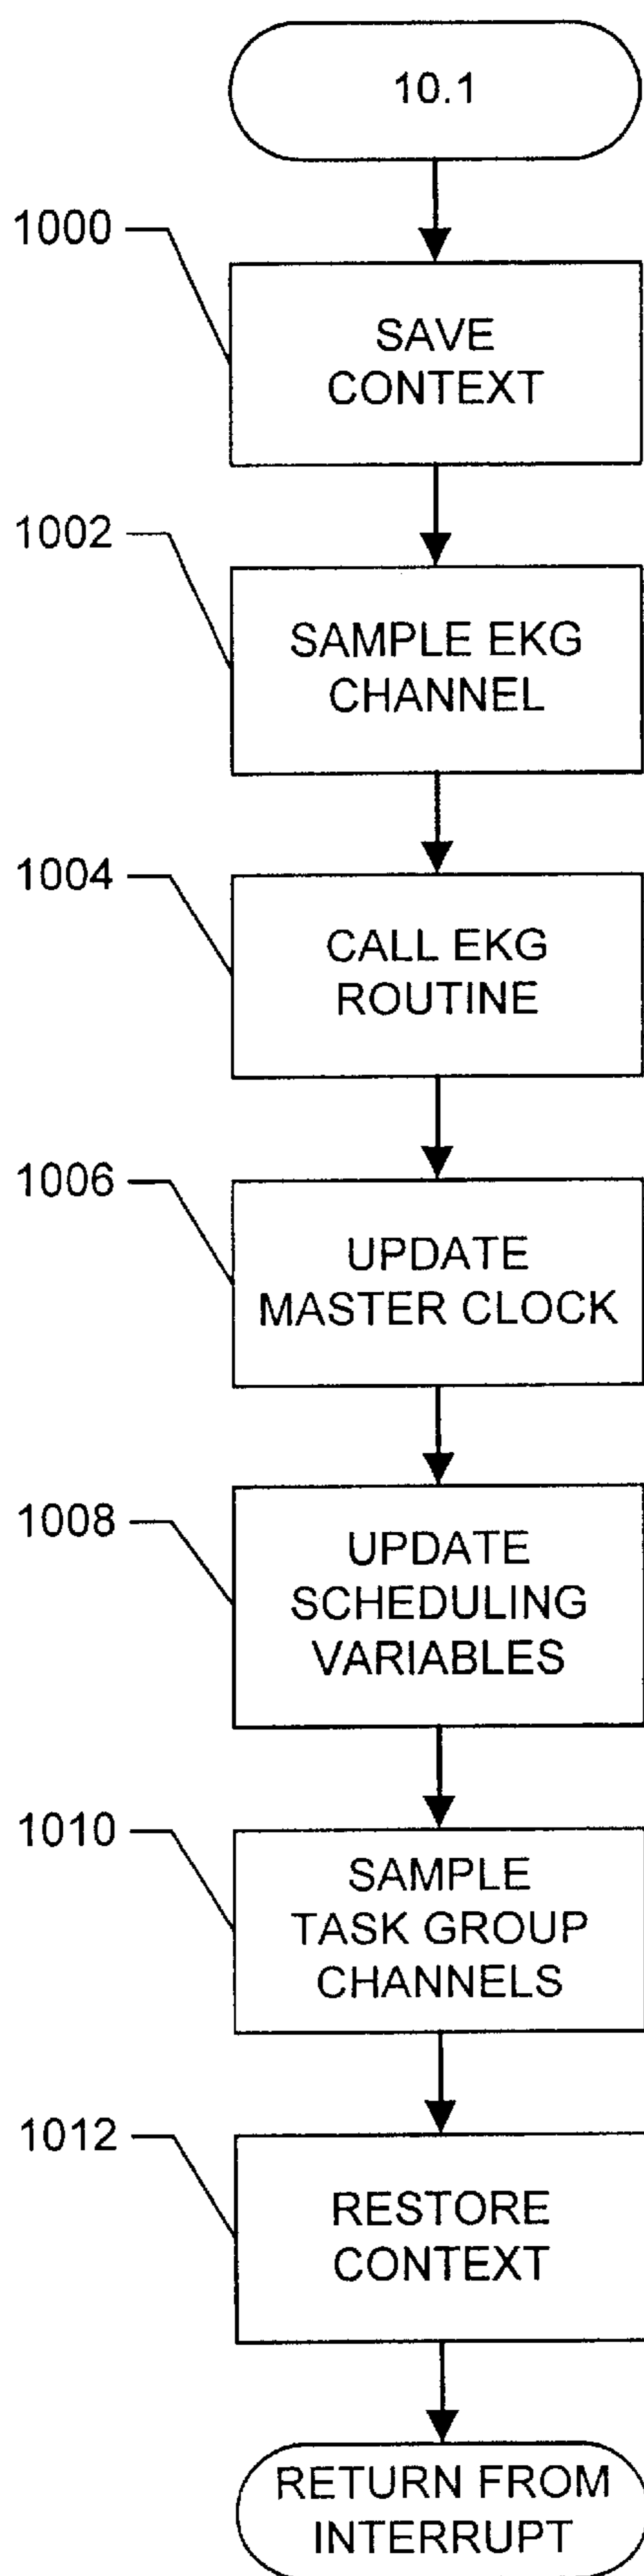 10.1
1000
SAVE
CONTEXT
1002
SAMPLE EKG
CHANNEL
1004
CALL EKG
ROUTINE
1006
UPDATE
MASTER CLOCK
1008
UPDATE
SCHEDULING
VARIABLES
1010
SAMPLE
TASK GROUP
CHANNELS
1012
RESTORE
CONTEXT
RETURN FROM
INTERRUPT